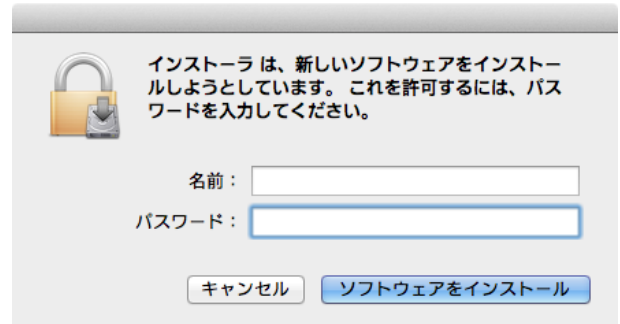 インストーラ は、新しいソフトウェアをインストー
ルしようとしています。 これを許可するには、パス
ワードを入力してください。
名前：
パスワード：
キャンセル
ソフトウェアをインストール